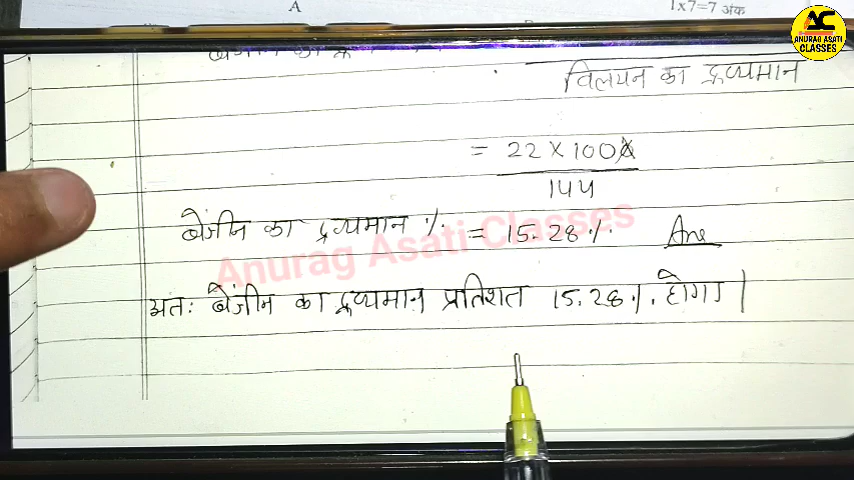 A
1x7=7 अंक
AC
ANURAG ASATI
CLASSES
विलयन का द्रव्यमान
= 22 × 100
144
बेंजीन का द्रव्यमान % = 15.28 % Ans
Anurag Asati Classes
अतः बेंजीन का द्रव्यमान प्रतिशत 15.28 % होगा |